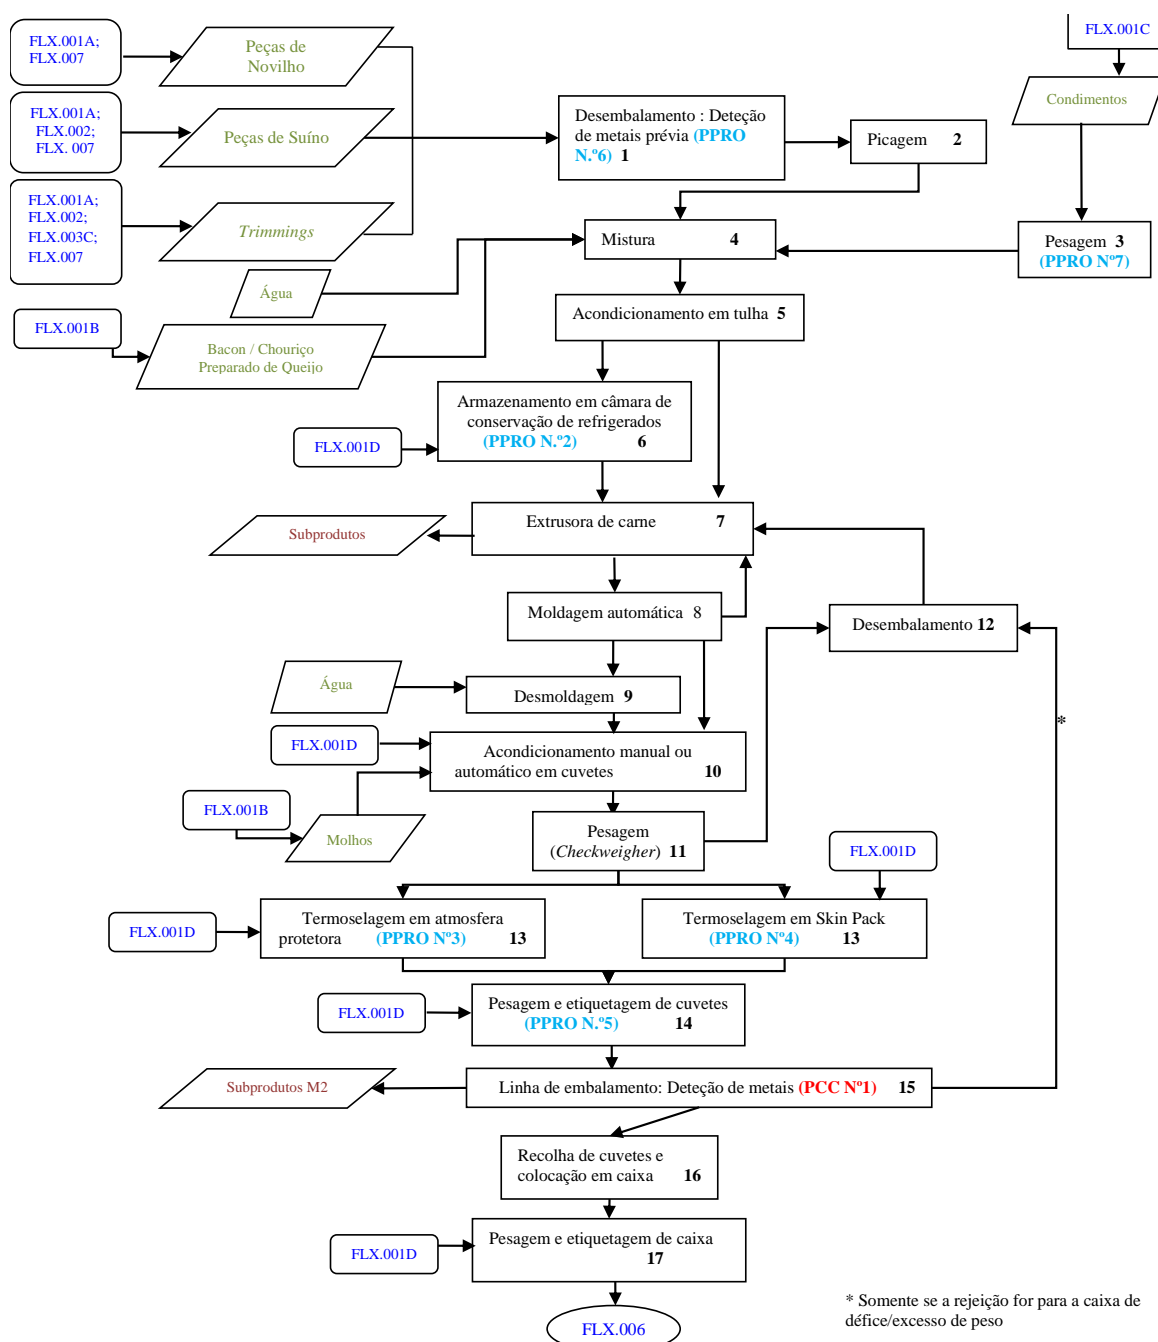 FLX.001A;
FLX.007
Peças de
Novilho
FLX.001C
FLX.001A;
FLX.002;
FLX. 007
Peças de Suíno
Desembalamento : Deteção
de metais prévia (PPRO
N.º6) 1
Picagem 2
Condimentos
FLX.001A;
FLX.002;
FLX.003C;
FLX.007
Trimmings
Mistura 4
Pesagem 3
(PPRO Nº7)
Água
Acondicionamento em tulha 5
FLX.001B
Bacon / Chouriço
Preparado de Queijo
Armazenamento em câmara de
conservação de refrigerados
(PPRO N.º2) 6
FLX.001D
Extrusora de carne 7
Subprodutos
Moldagem automática 8
Desembalamento 12
Água
Desmoldagem 9
*
FLX.001D
Acondicionamento manual ou
automático em cuvetes 10
FLX.001B
Molhos
Pesagem
(Checkweigher) 11
FLX.001D
FLX.001D
Termoselagem em atmosfera
protetora (PPRO Nº3) 13
Termoselagem em Skin Pack
(PPRO Nº4) 13
FLX.001D
Pesagem e etiquetagem de cuvetes
(PPRO N.º5) 14
Subprodutos M2
Linha de embalamento: Deteção de metais (PCC Nº1) 15
Recolha de cuvetes e
colocação em caixa 16
FLX.001D
Pesagem e etiquetagem de caixa
17
FLX.006
* Somente se a rejeição for para a caixa de
défice/excesso de peso